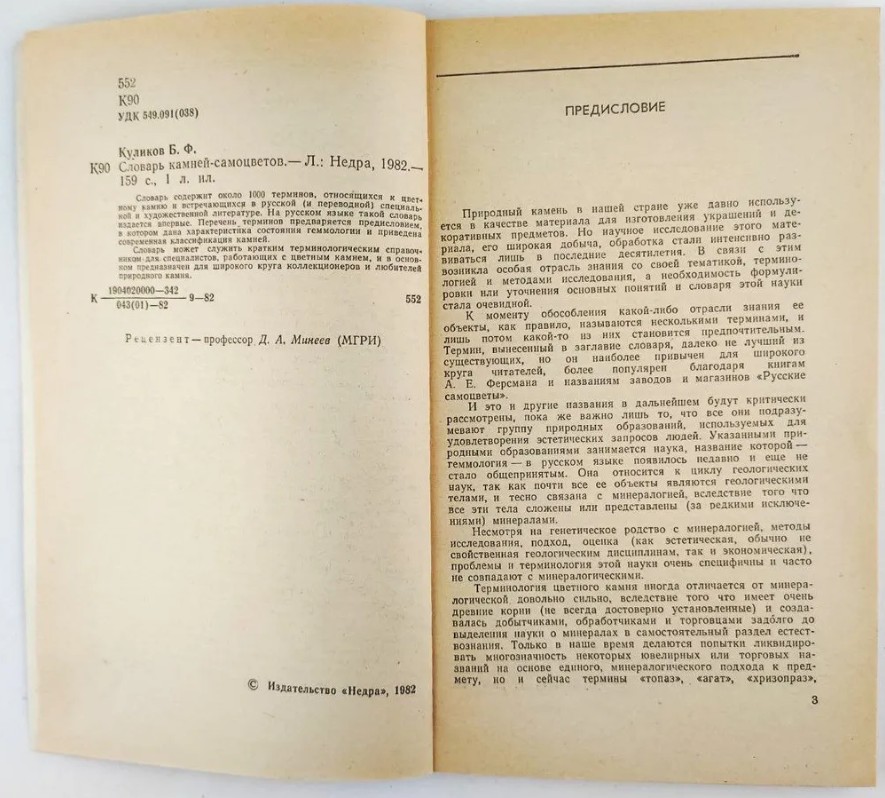 552
К90
УДК 549.091(038)
Куликов Б. Ф.
К90 Словарь камней-самоцветов.— Л.: Недра, 1982.—
159 с., 1 л. ил.
Словарь содержит около 1000 терминов, относящихся к цвет-
ному камню и встречающихся в русской (и переводной) специаль-
ной и художественной литературе. На русском языке такой словарь
издается впервые. Перечень терминов предваряется предисловием,
в котором дана характеристика состояния геммологии и приведена
современная классификация камней.
Словарь может служить кратким терминологическим справоч-
ником для специалистов, работающих с цветным камнем, и в основ-
ном предназначен для широкого круга коллекционеров и любителей
природного камня.
К 1904020000—342
043(01)—82 9—82 552
Рецензент — профессор Д. А. Минеев (МГРИ)
© Издательство «Недра», 1982
ПРЕДИСЛОВИЕ
Природный камень в нашей стране уже давно использу-
ется в качестве материала для изготовления украшений и де-
коративных предметов. Но научное исследование этого мате-
риала, его широкая добыча, обработка стали интенсивно раз-
виваться лишь в последние десятилетия. В связи с этим
возникла особая отрасль знания со своей тематикой, термино-
логией и методами исследования, а необходимость формули-
ровки или уточнения основных понятий и словаря этой науки
стала очевидной.
К моменту обособления какой-либо отрасли знания ее
объекты, как правило, называются несколькими терминами, и
лишь потом какой-то из них становится предпочтительным.
Термин, вынесенный в заглавие словаря, далеко не лучший из
существующих, но он наиболее привычен для широкого
круга читателей, более популярен благодаря книгам
А. Е. Ферсмана и названиям заводов и магазинов «Русские
самоцветы».
И это и другие названия в дальнейшем будут критически
рассмотрены, пока же важно лишь то, что все они подразу-
мевают группу природных образований, используемых для
удовлетворения эстетических запросов людей. Указанными при-
родными образованиями занимается наука, название которой —
геммология — в русском языке появилось недавно и еще не
стало общепринятым. Она относится к циклу геологических
наук, так как почти все ее объекты являются геологическими
телами, и тесно связана с минералогией, вследствие того что
все эти тела сложены или представлены (за редкими исключе-
ниями) минералами.
Несмотря на генетическое родство с минералогией, методы
исследования, подход, оценка (как эстетическая, обычно не
свойственная геологическим дисциплинам, так и экономическая),
проблемы и терминология этой науки очень специфичны и часто
не совпадают с минералогическими.
Терминология цветного камня иногда отличается от минера-
логической довольно сильно, вследствие того что имеет очень
древние корни (не всегда достоверно установленные) и созда-
валась добытчиками, обработчиками и торговцами задолго до
выделения науки о минералах в самостоятельный раздел естест-
вознания. Только в наше время делаются попытки ликвидиро-
вать многозначность некоторых ювелирных или торговых на-
званий на основе единого, минералогического подхода к пред-
мету, но и сейчас термины «топаз», «агат», «хризопраз»,
3